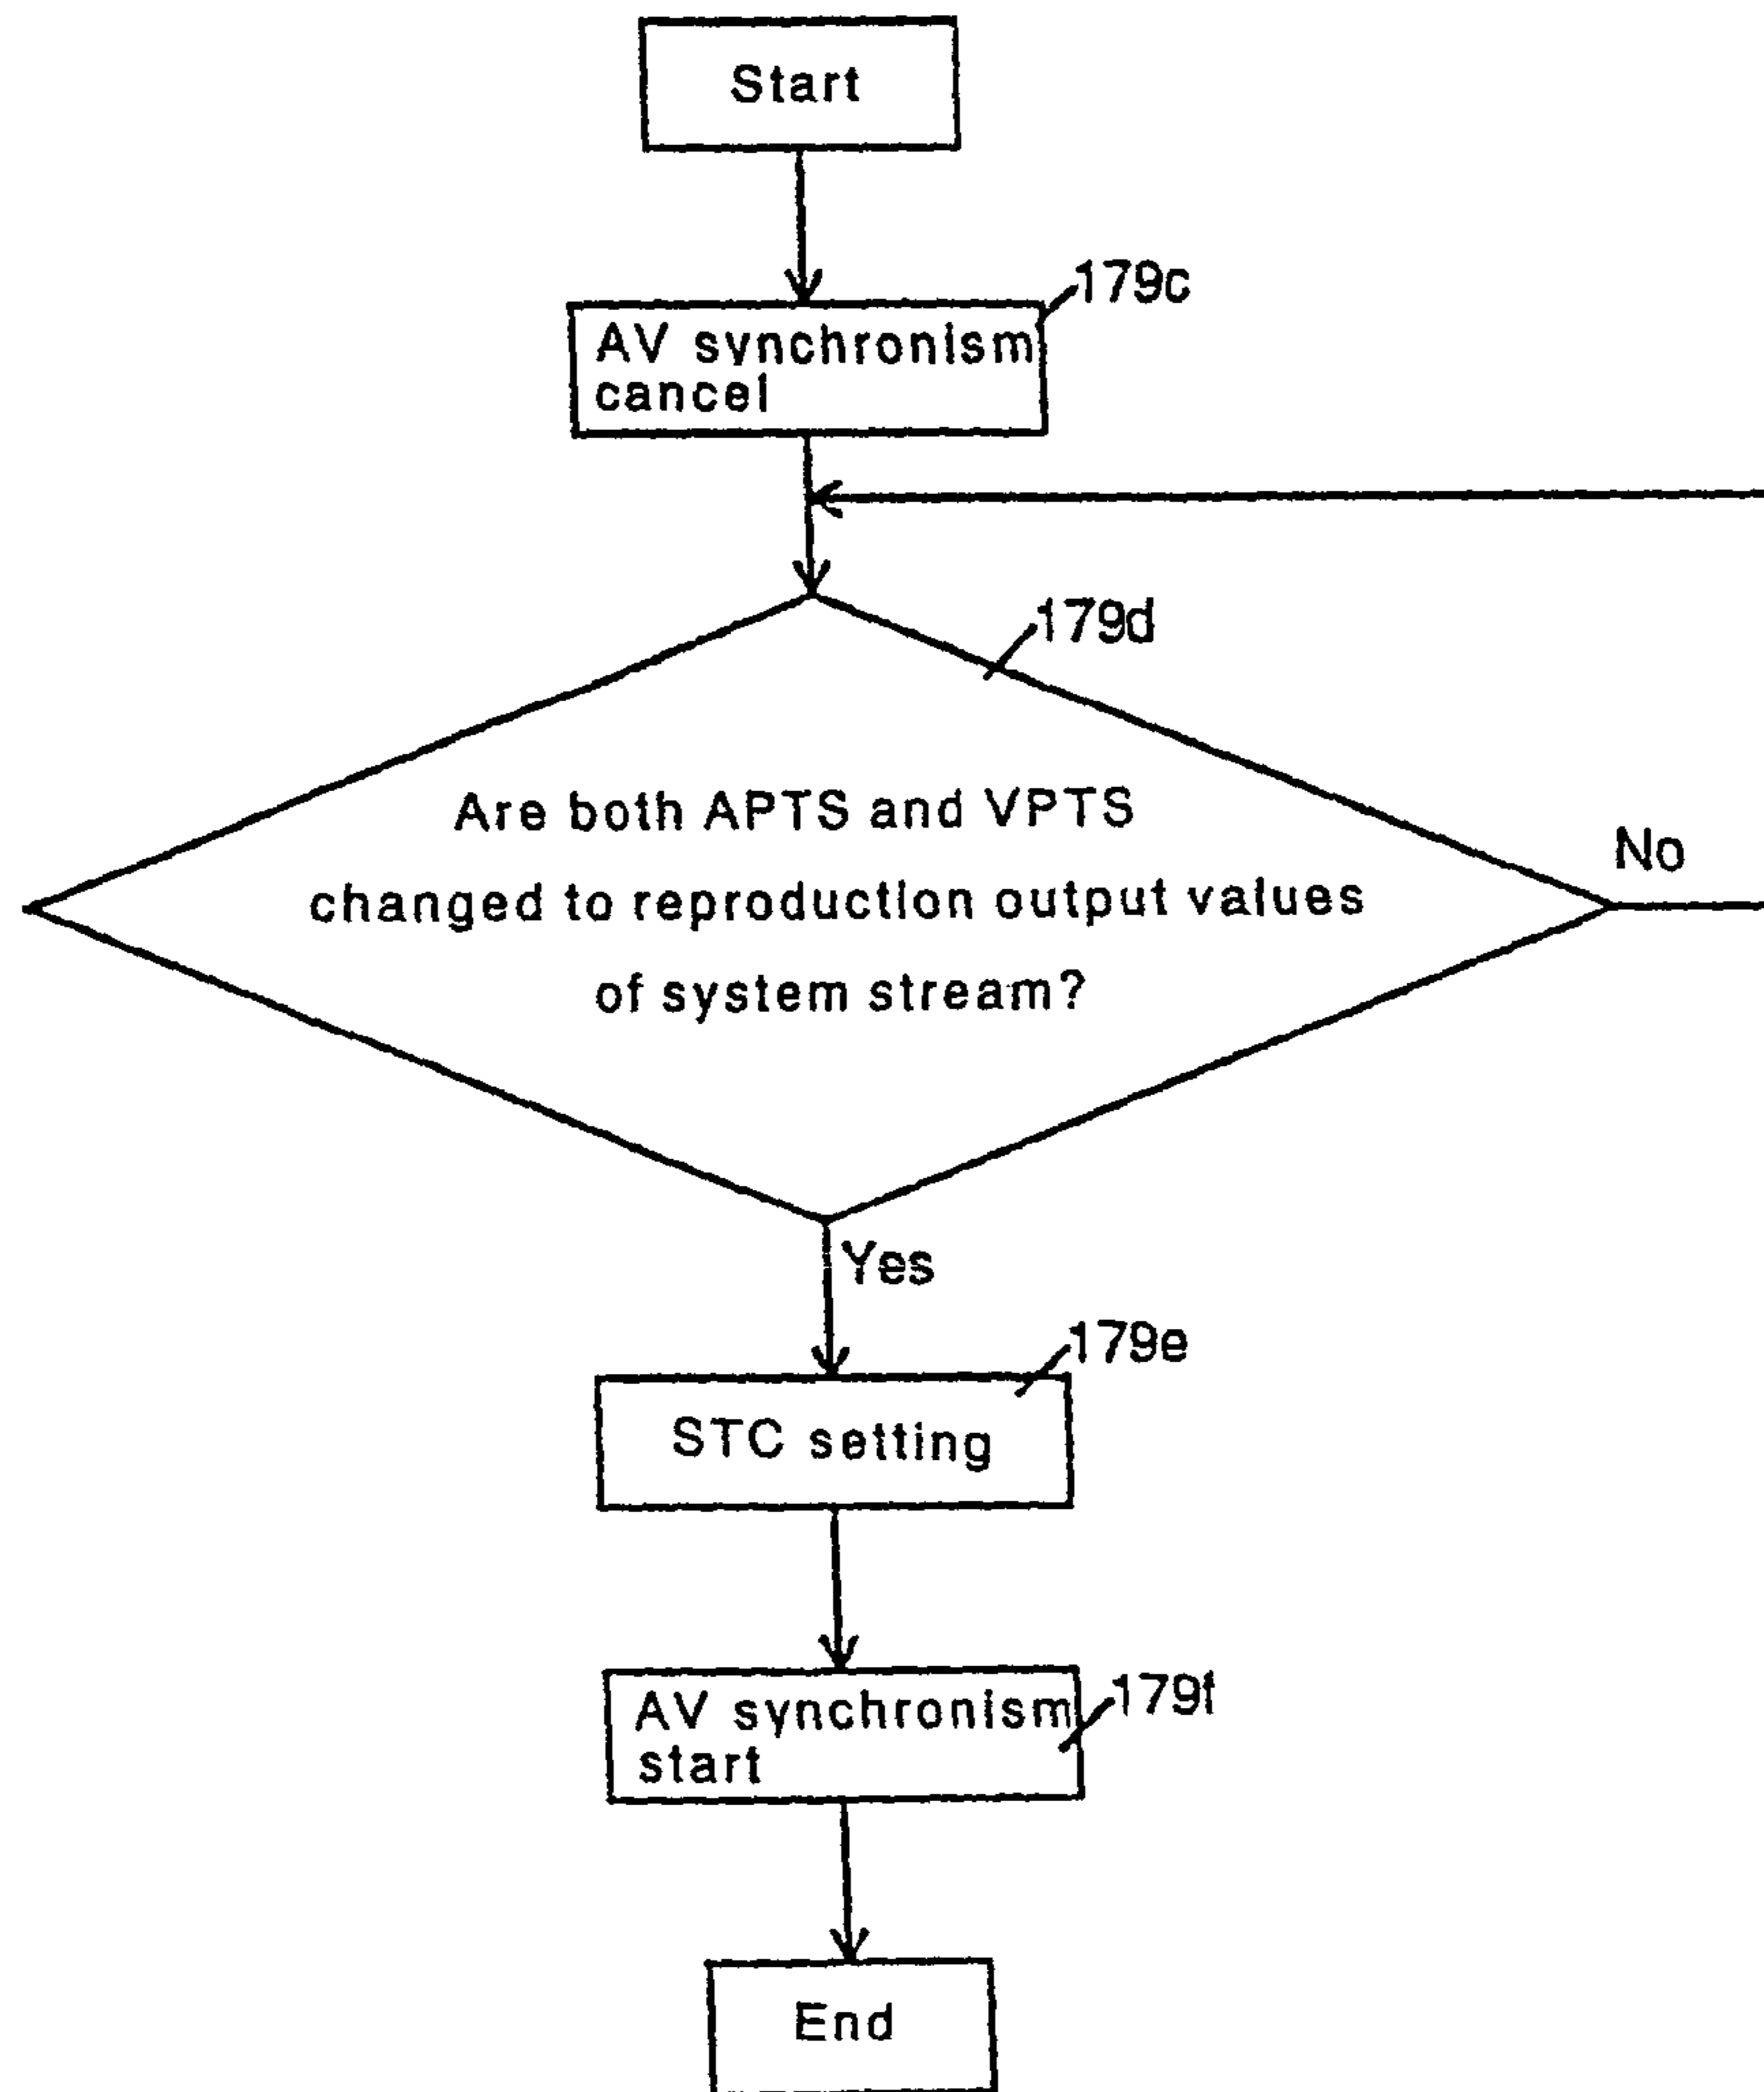 Start
179c
AV synchronism
cancel
179d
Are both APTS and VPTS
changed to reproduction output values
of system stream?
No
Yes
179e
STC setting
179f
AV synchronism
start
End